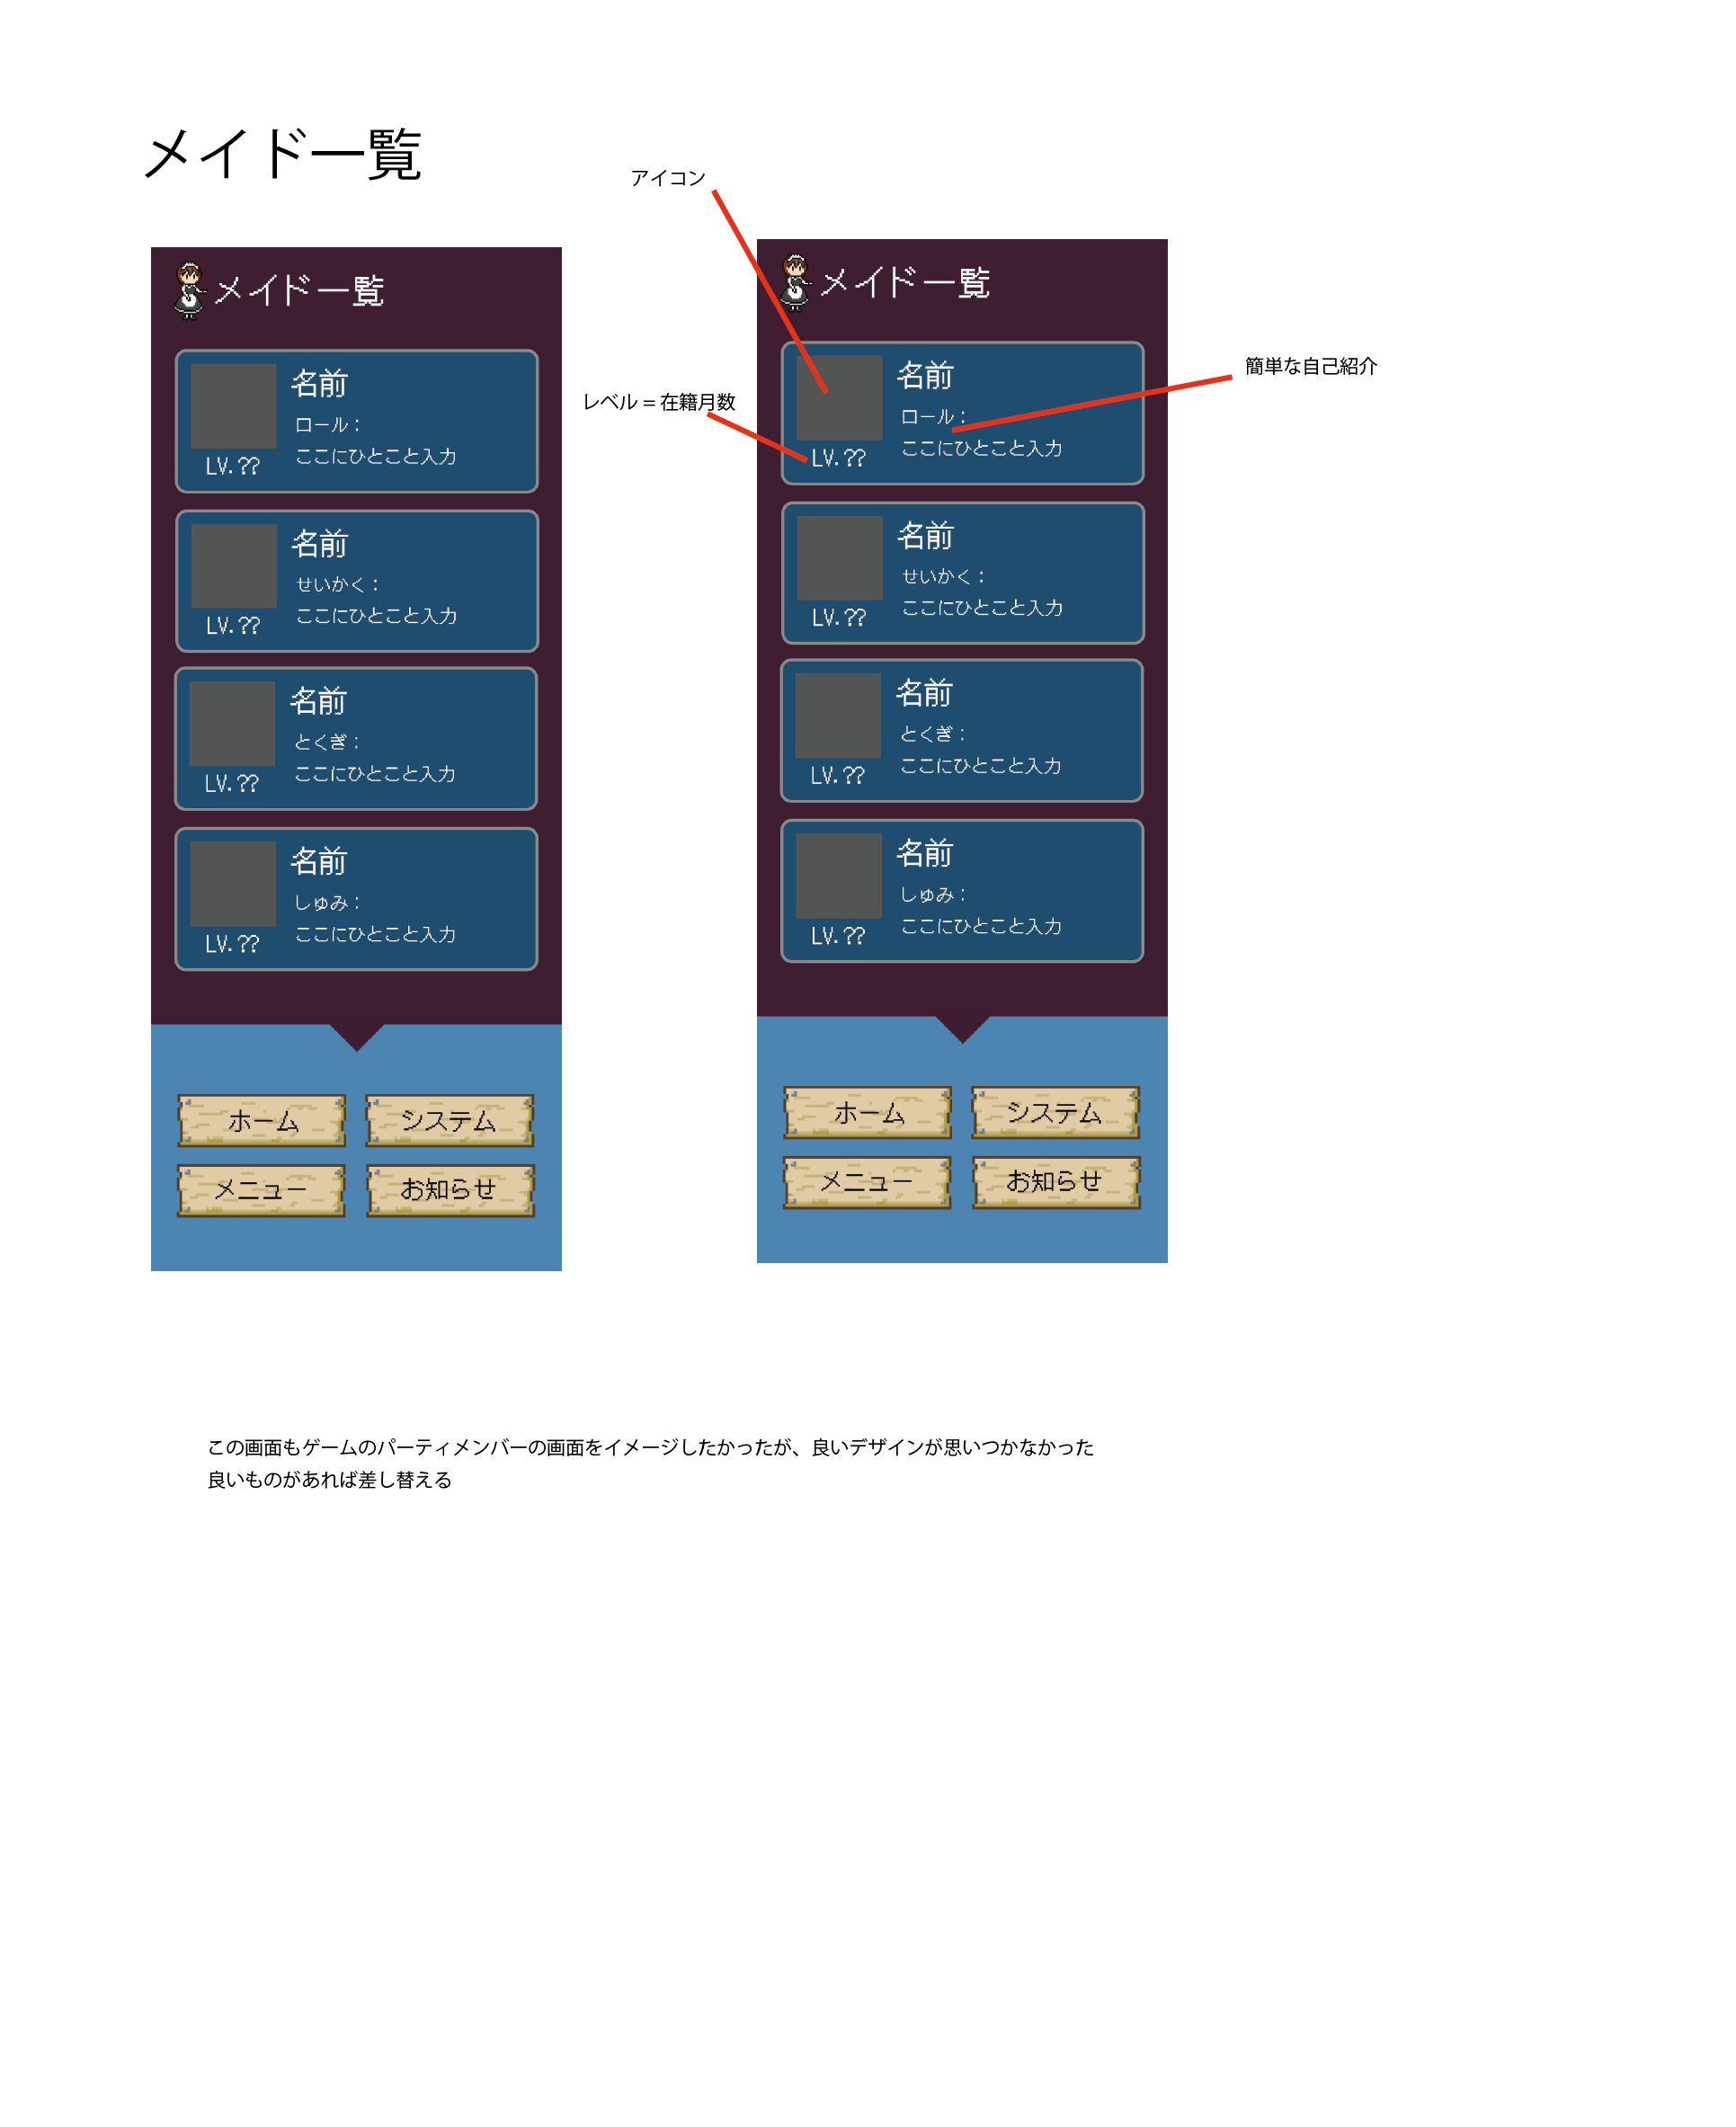 メイド一覧
アイコン
メイド一覧
名前
ロール：
ここにひとこと入力
LV.??
名前
せいかく：
ここにひとこと入力
LV.??
名前
とくぎ：
ここにひとこと入力
LV.??
名前
しゅみ：
ここにひとこと入力
LV.??
ホーム
システム
メニュー
お知らせ
レベル＝在籍月数
メイド一覧
名前
ロール：
ここにひとこと入力
LV.??
名前
せいかく：
ここにひとこと入力
LV.??
名前
とくぎ：
ここにひとこと入力
LV.??
名前
しゅみ：
ここにひとこと入力
LV.??
ホーム
システム
メニュー
お知らせ
簡単な自己紹介
この画面もゲームのパーティメンバーの画面をイメージしたかったが、良いデザインが思いつかなかった
良いものがあれば差し替える